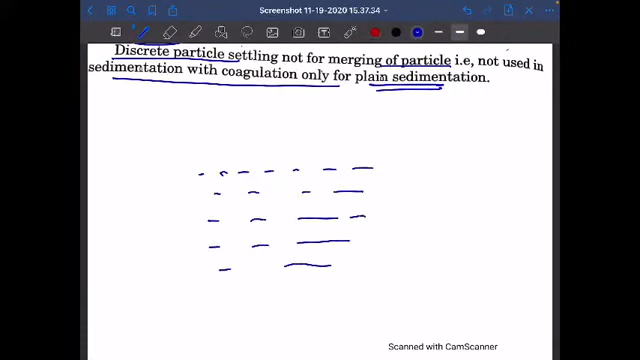 Screenshot 11-19-2020 15.37.34
Discrete particle settling not for merging of particle i.e, not used in
sedimentation with coagulation only for plain sedimentation.
Scanned with CamScanner